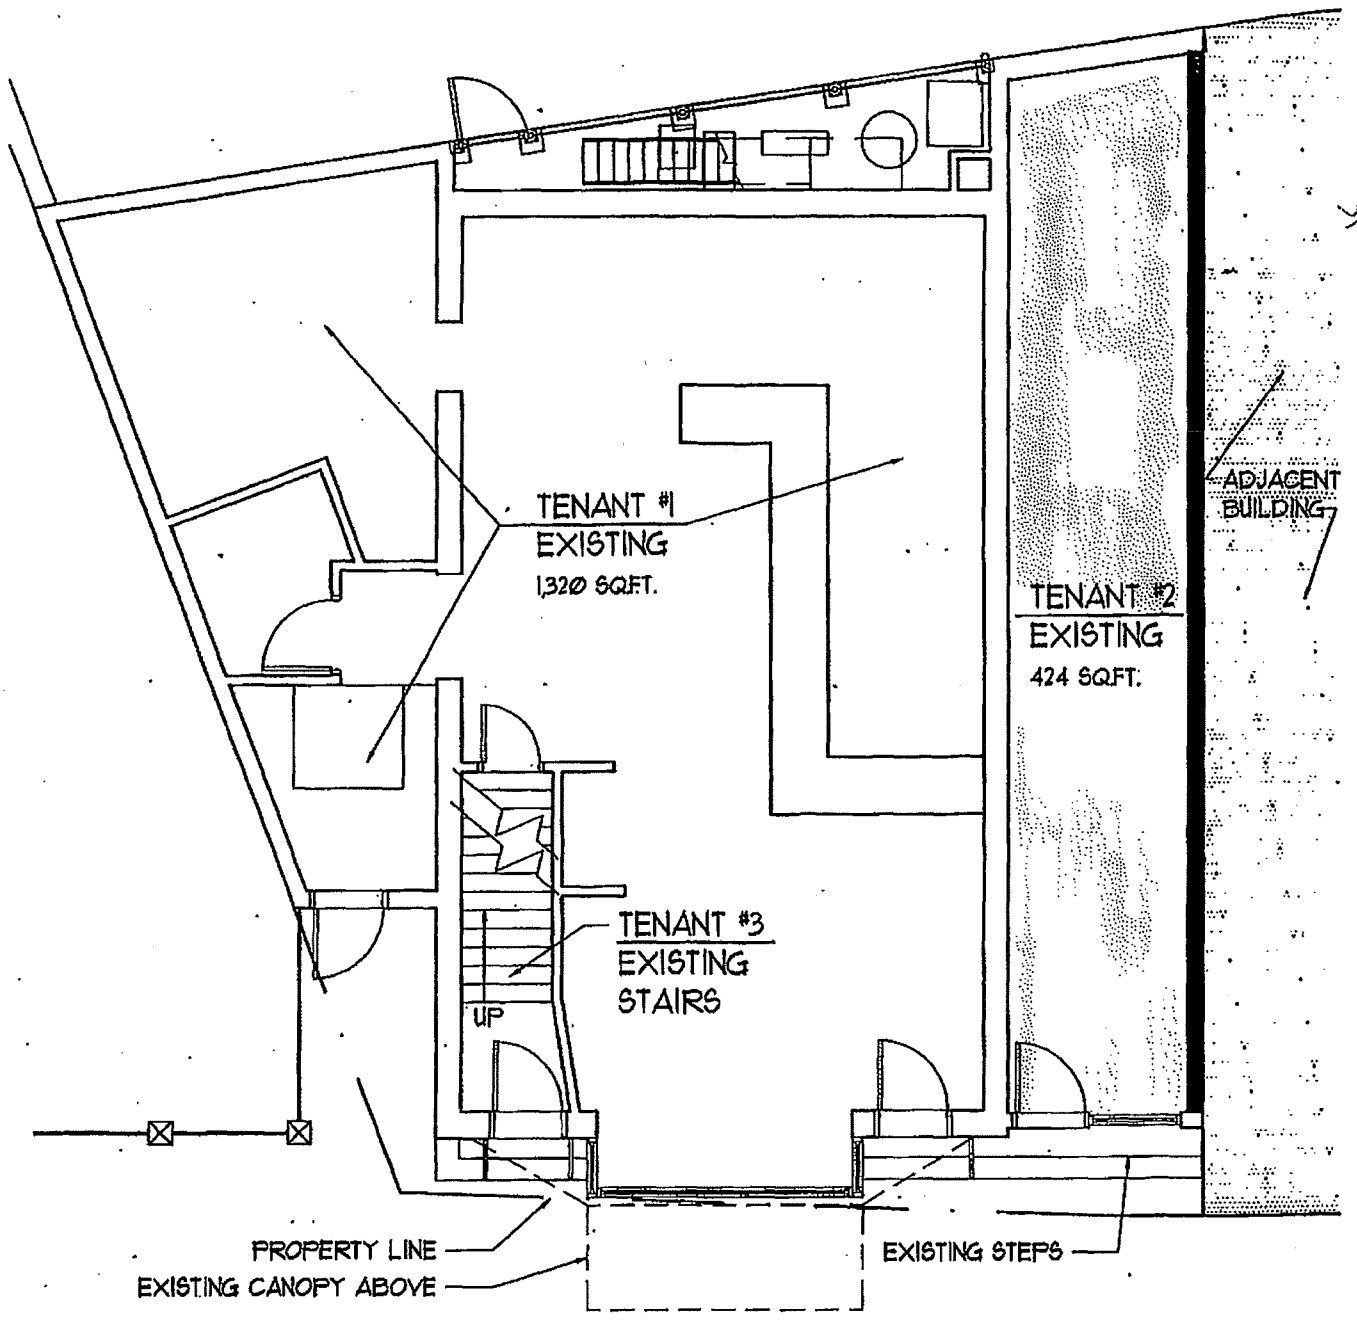 TENANT #1
EXISTING
1,320 SQ.FT.
ADJACENT
BUILDING
TENANT #2
EXISTING
424 SQ.FT.
TENANT #3
EXISTING
STAIRS
UP
PROPERTY LINE
EXISTING CANOPY ABOVE
EXISTING STEPS